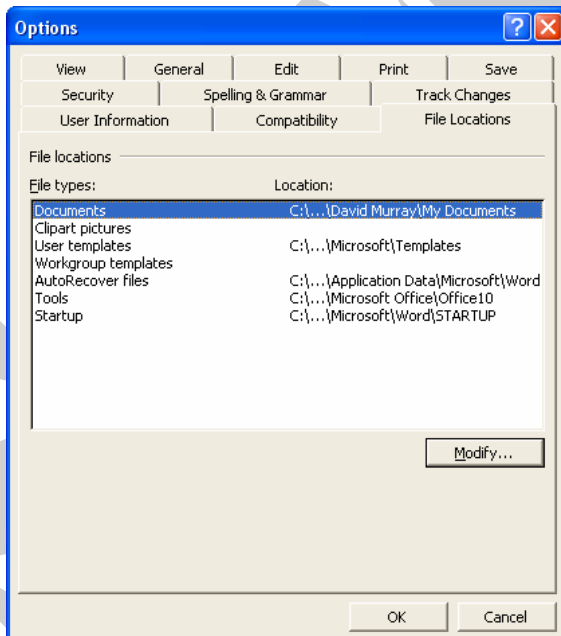 Options
View General Edit Print Save
Security Spelling & Grammar Track Changes
User Information Compatibility File Locations
File locations
File types: Location:
Documents C:\...\David Murray\My Documents
Clipart pictures
User templates C:\...\Microsoft\Templates
Workgroup templates
AutoRecover files C:\...\Application Data\Microsoft\Word
Tools C:\...\Microsoft Office\Office10
Startup C:\...\Microsoft\Word\STARTUP
Modify...
OK Cancel